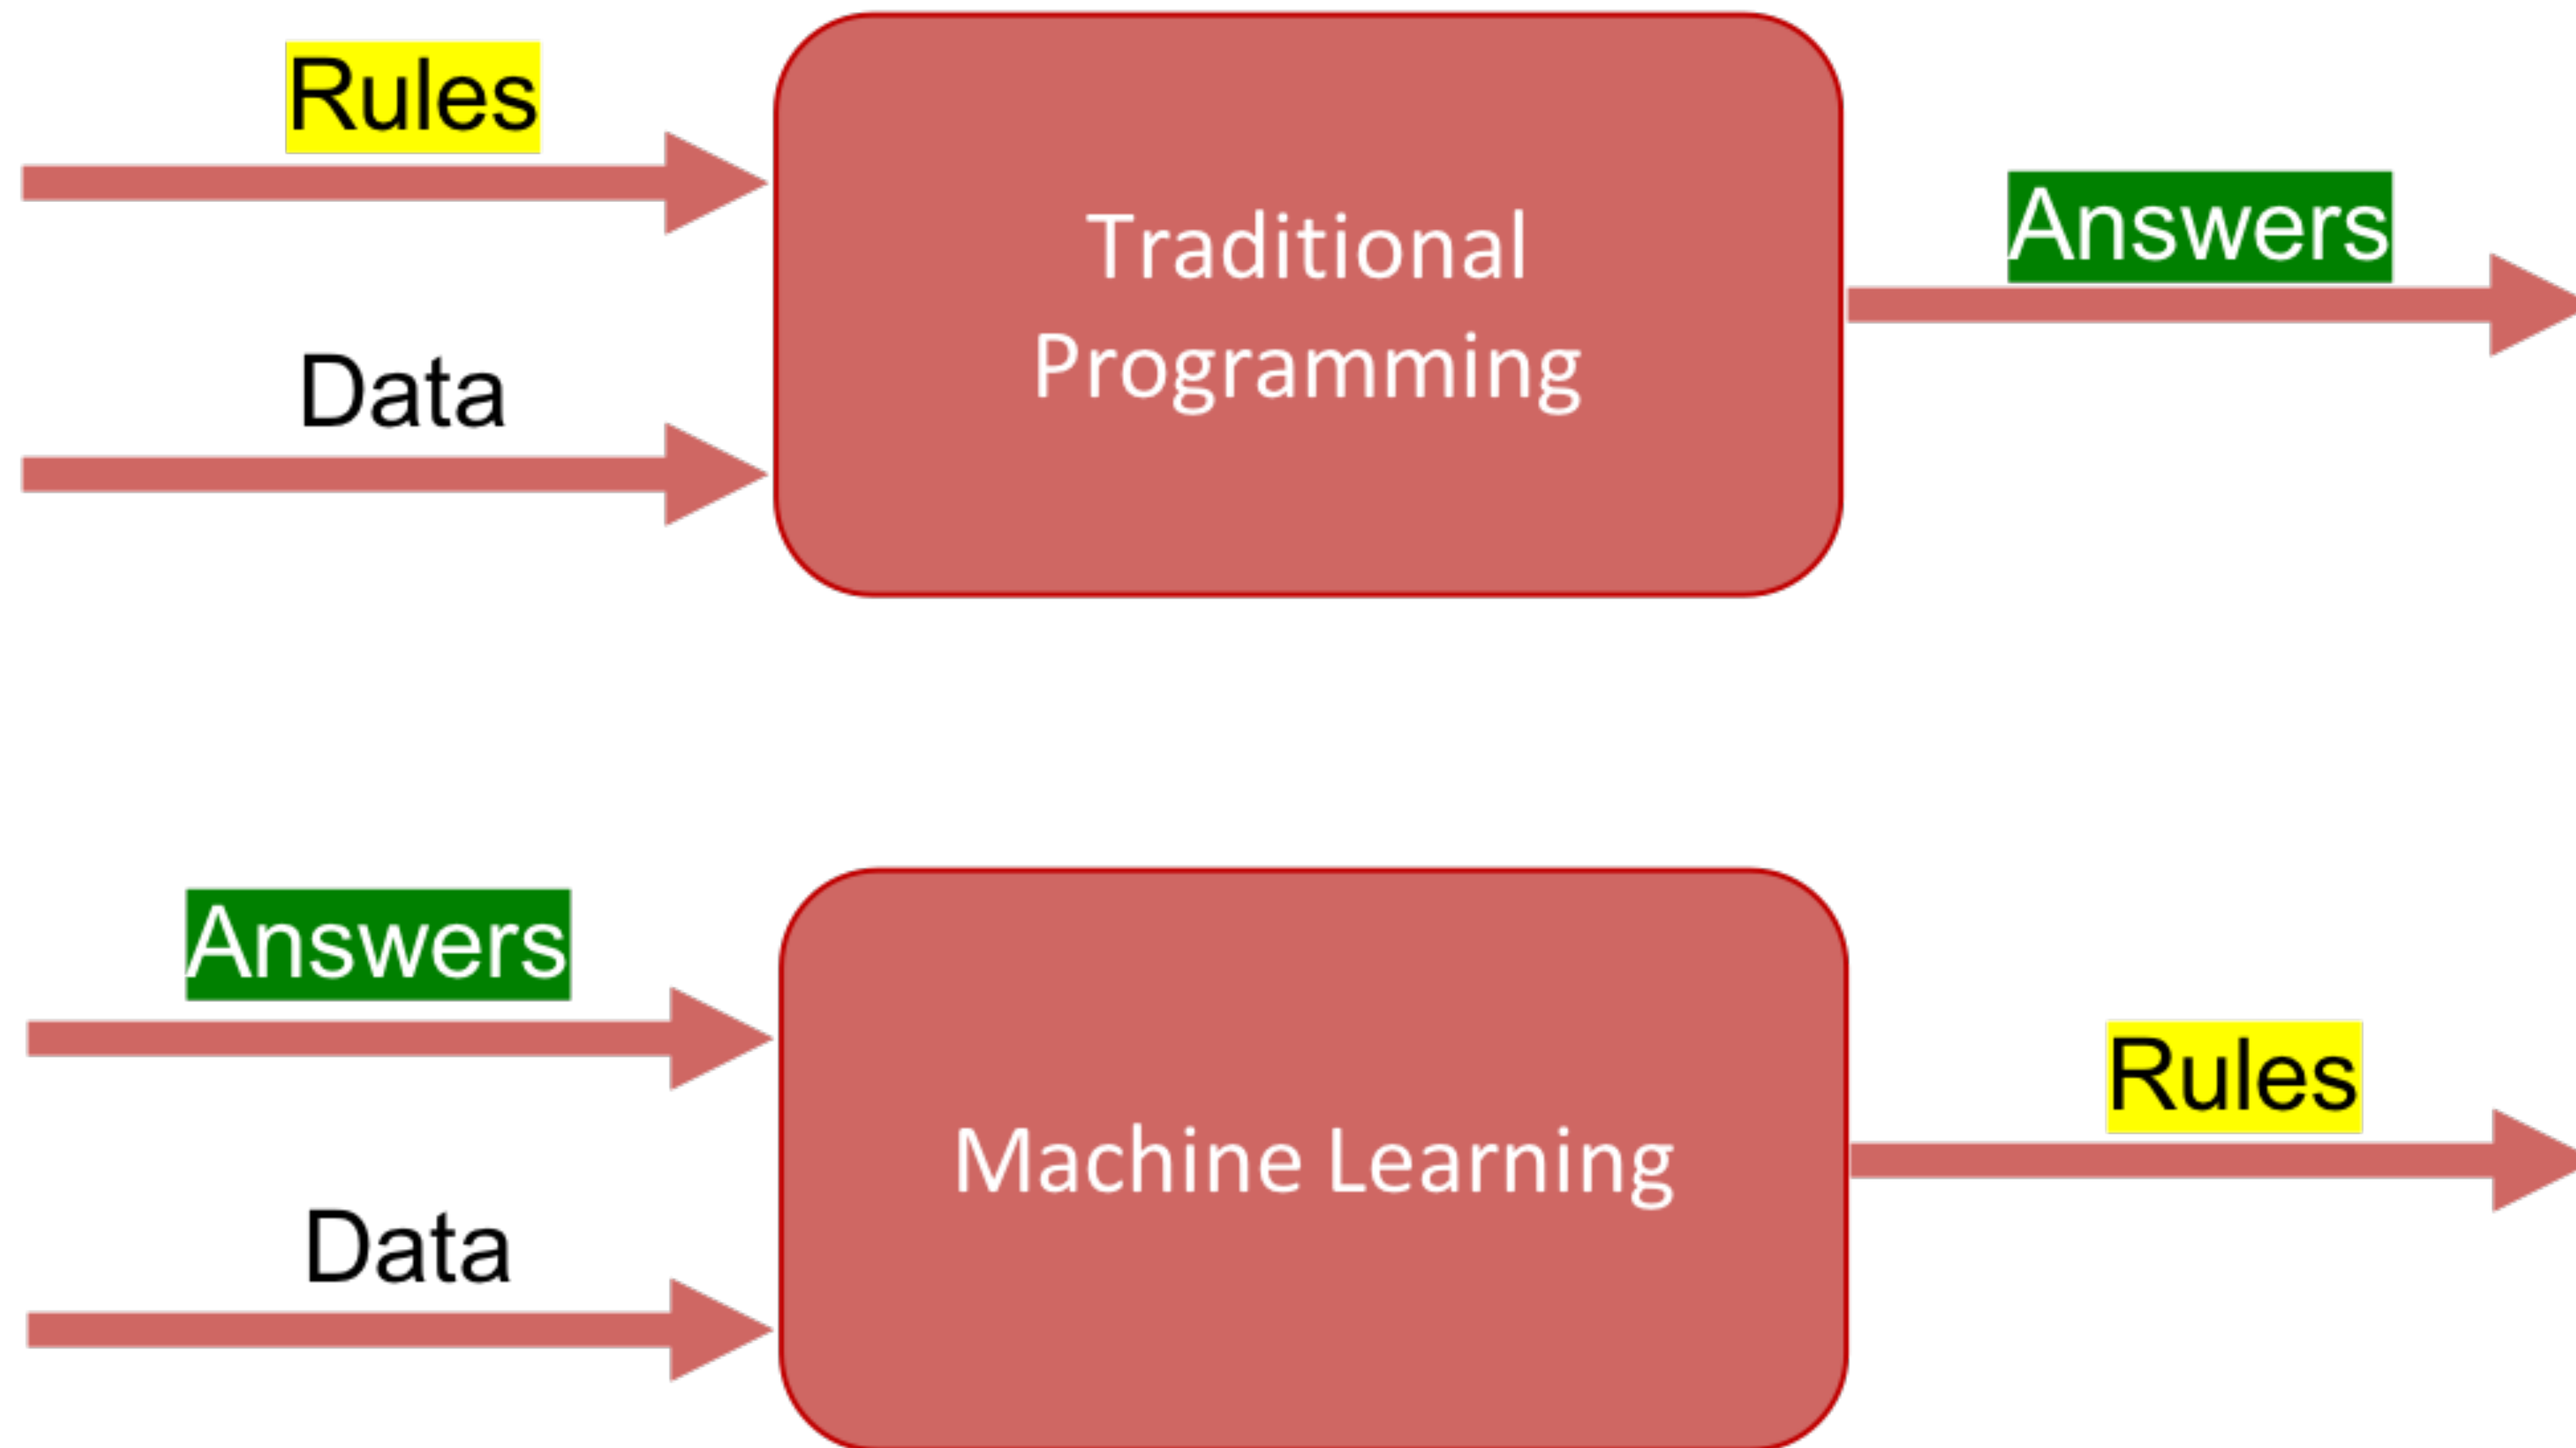 Rules
Data
Traditional
Programming
Answers
Answers
Data
Machine Learning
Rules